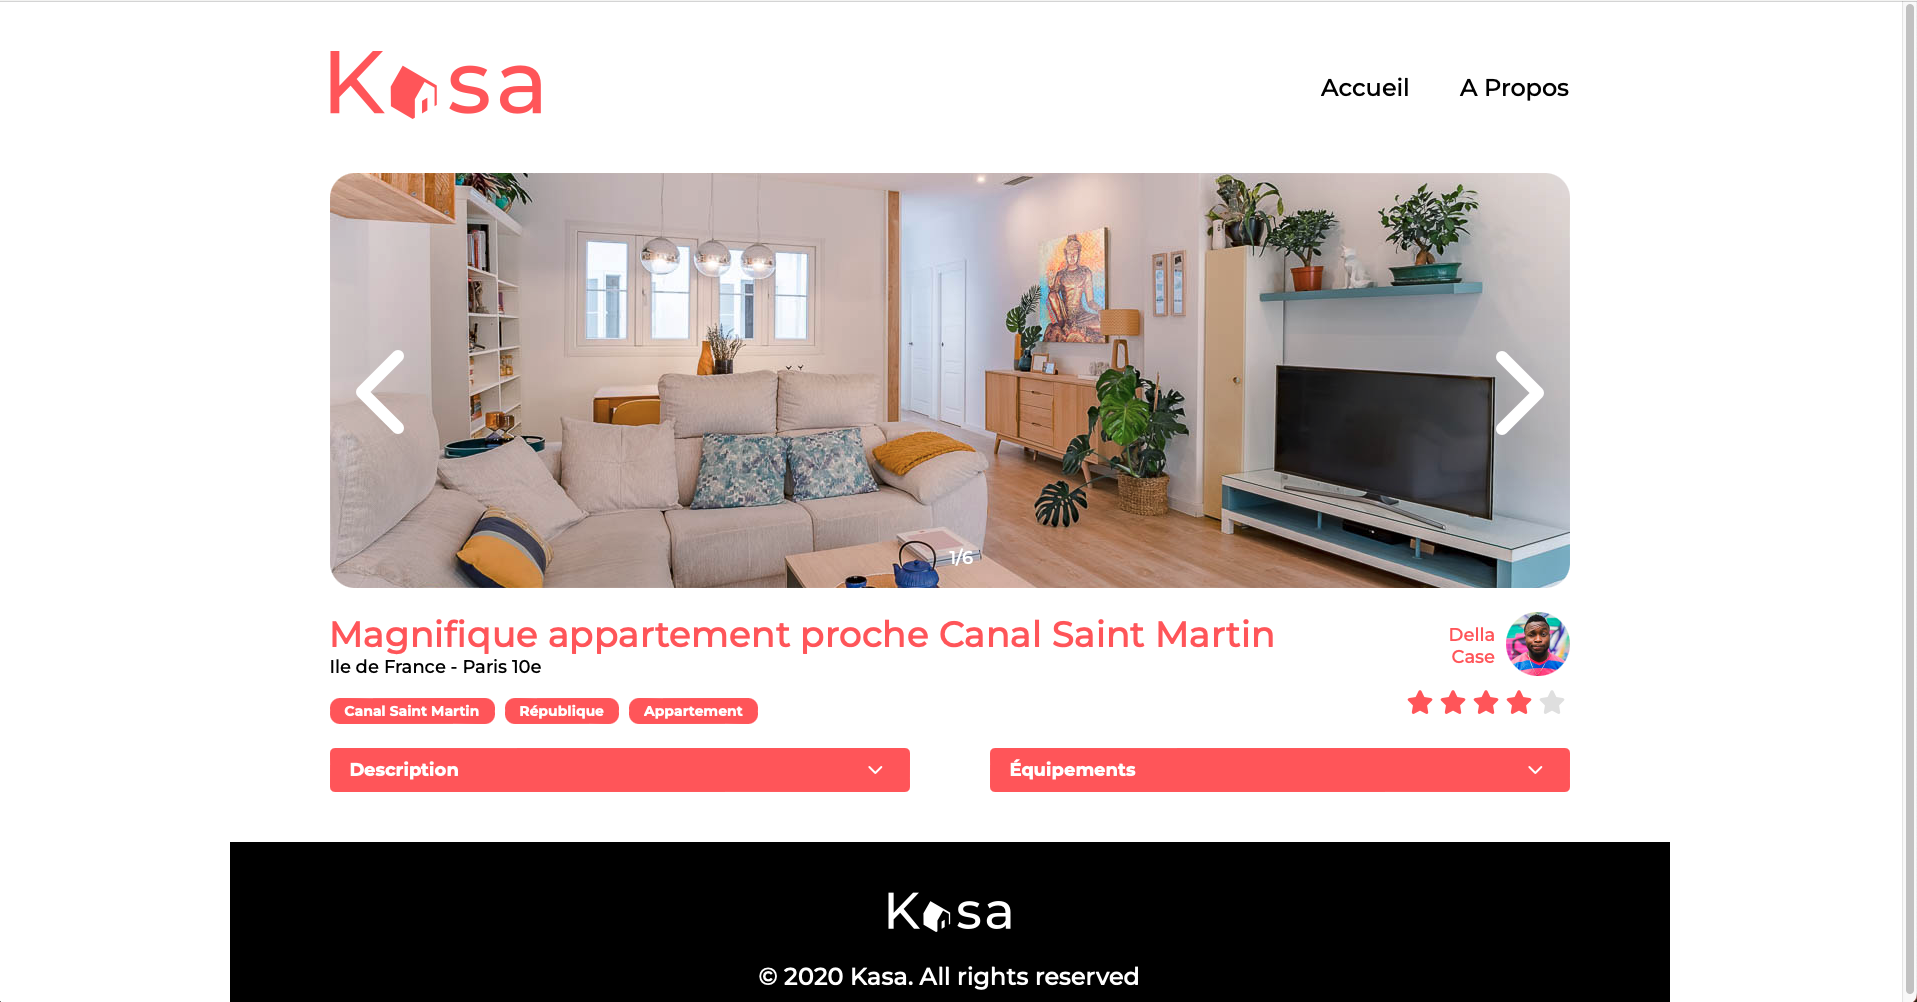 Kasa
Accueil
A Propos
1/6
Magnifique appartement proche Canal Saint Martin
Ile de France - Paris 10e
Della
Case
Canal Saint Martin
République
Appartement
Description
Équipements
Kasa
© 2020 Kasa. All rights reserved